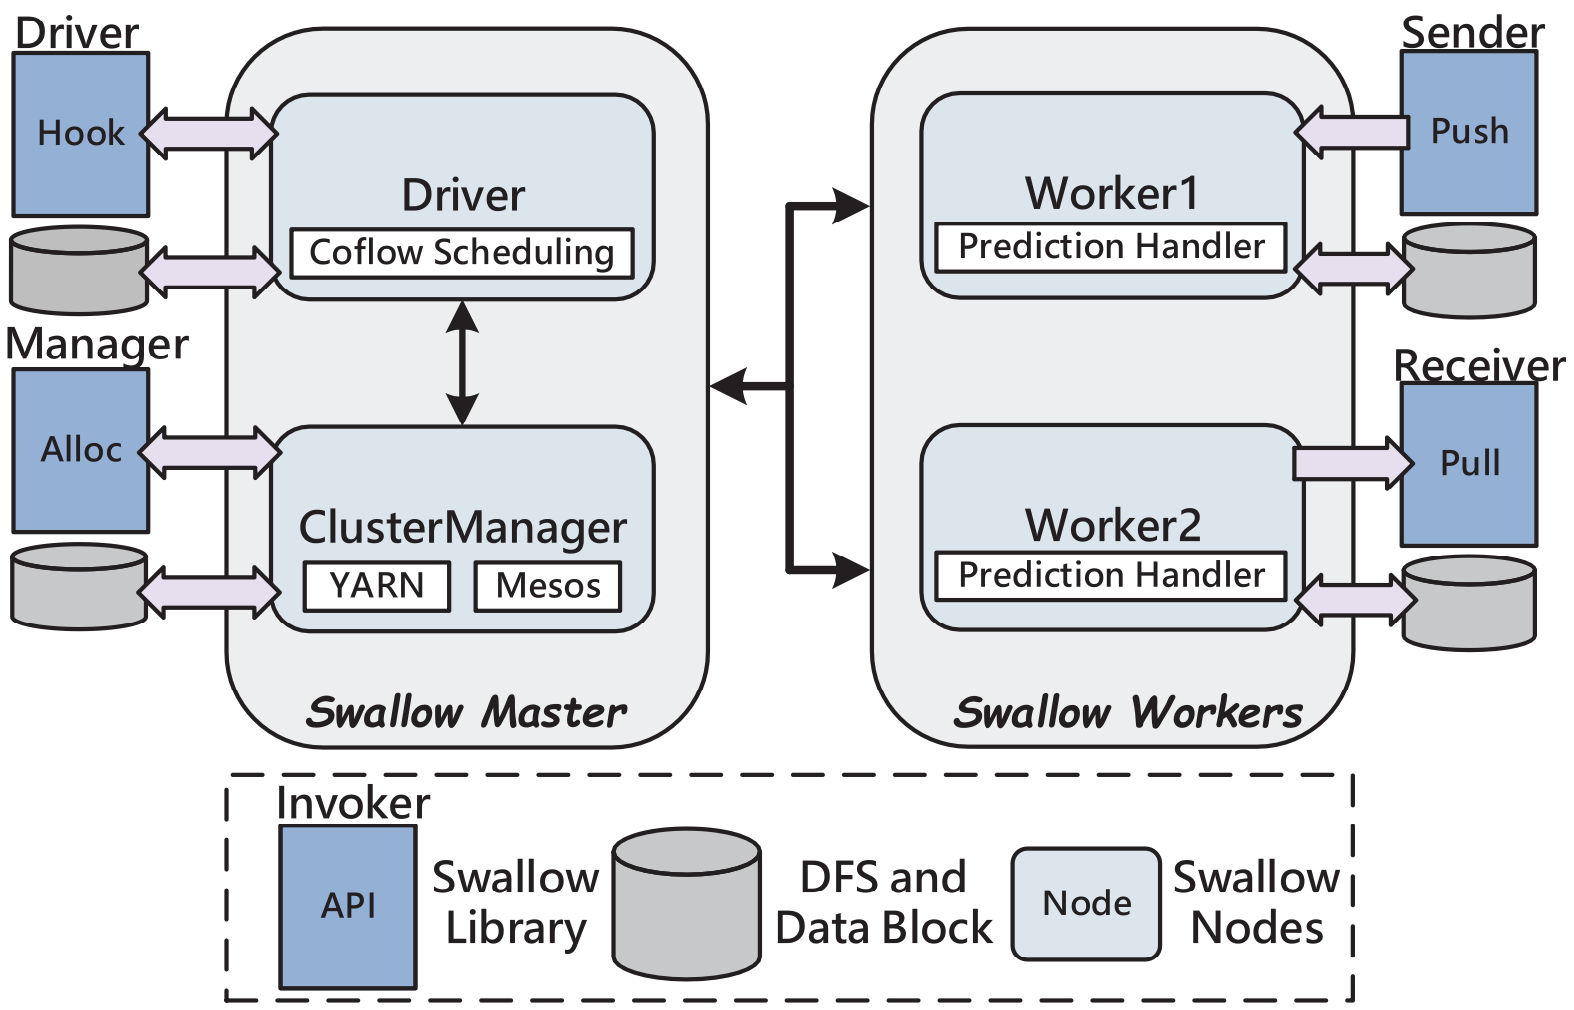 Driver
Hook
Manager
Alloc
Driver
Coflow Scheduling
ClusterManager
YARN
Mesos
Swallow Master
Worker1
Prediction Handler
Worker2
Prediction Handler
Swallow Workers
Sender
Push
Receiver
Pull
Invoker
API
Swallow
Library
DFS and
Data Block
Node
Swallow
Nodes